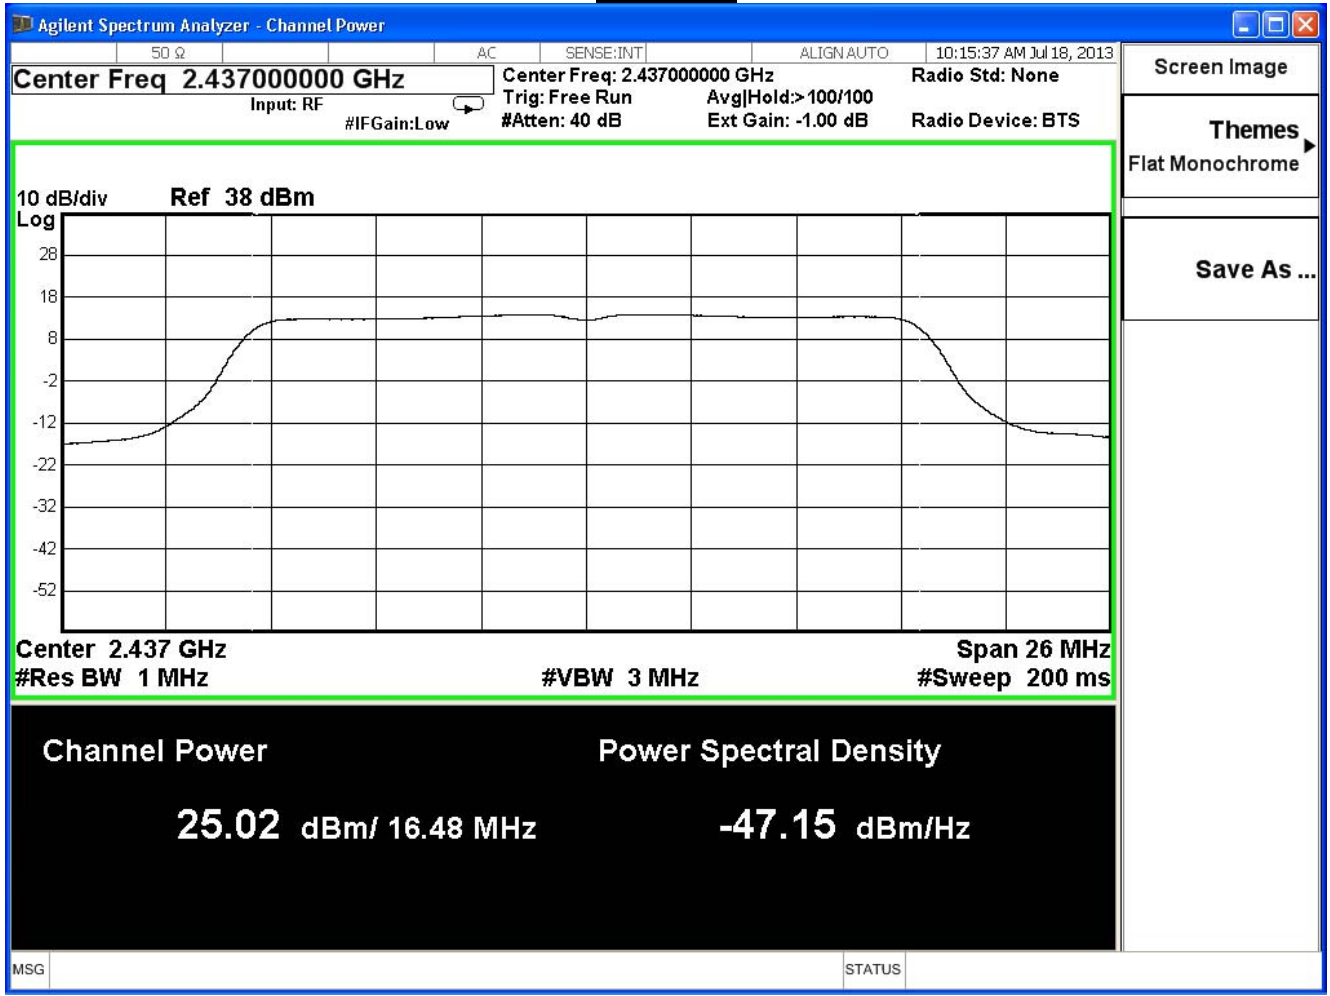 Agilent Spectrum Analyzer - Channel Power
50 Ω AC SENSE:INT ALIGN AUTO 10:15:37 AM Jul 18, 2013
Center Freq 2.437000000 GHz
Input: RF
#IFGain:Low
Center Freq: 2.437000000 GHz
Trig: Free Run Avg|Hold:>100/100
#Atten: 40 dB Ext Gain: -1.00 dB
Radio Std: None
Radio Device: BTS
10 dB/div Ref 38 dBm
Log
28
18
8
-2
-12
-22
-32
-42
-52
Center 2.437 GHz Span 26 MHz
#Res BW 1 MHz #VBW 3 MHz #Sweep 200 ms
Channel Power Power Spectral Density
25.02 dBm/ 16.48 MHz -47.15 dBm/Hz
MSG STATUS
Screen Image
Themes
Flat Monochrome
Save As ...